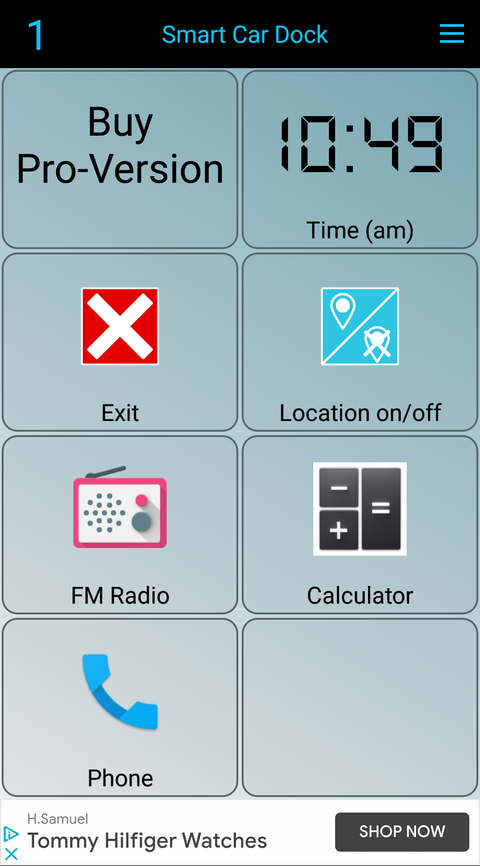 1
Smart Car Dock
Buy
Pro-Version
10:49
Time (am)
Exit
Location on/off
FM Radio
Calculator
Phone
H.Samuel
Tommy Hilfiger Watches
SHOP NOW